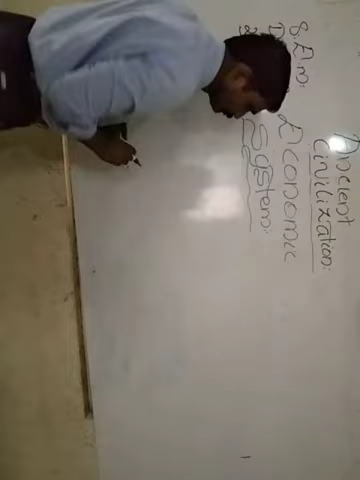 Ancient
Civilization:
Economic
System:
S.E.m: